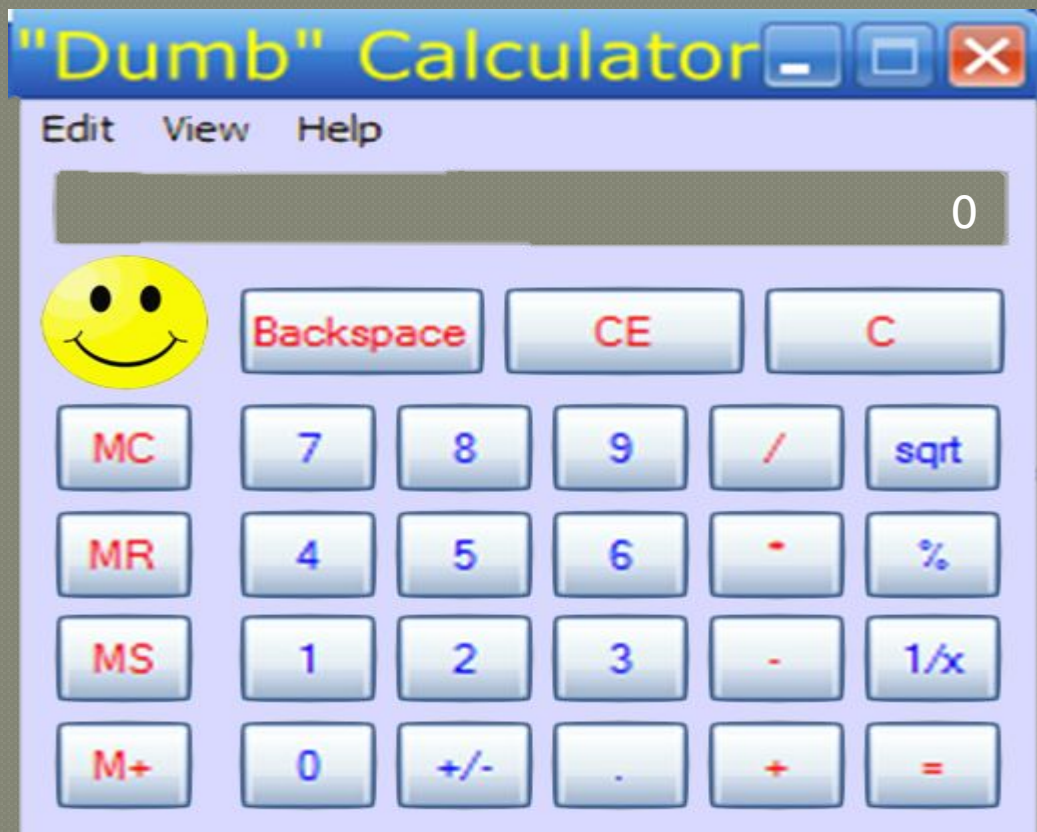 "Dumb" Calculator
Edit View Help
0
Backspace CE C
MC 7 8 9 / sqrt
MR 4 5 6 * %
MS 1 2 3 - 1/x
M+ 0 +/- . + =